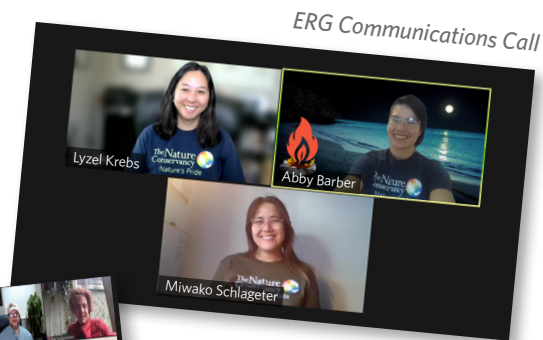 ERG Communications Call
The Nature
Conservancy
Nature's Pride
Lyzel Krebs
The Nature
Conservancy
Abby Barber
The Nature
Miwako Schlageter